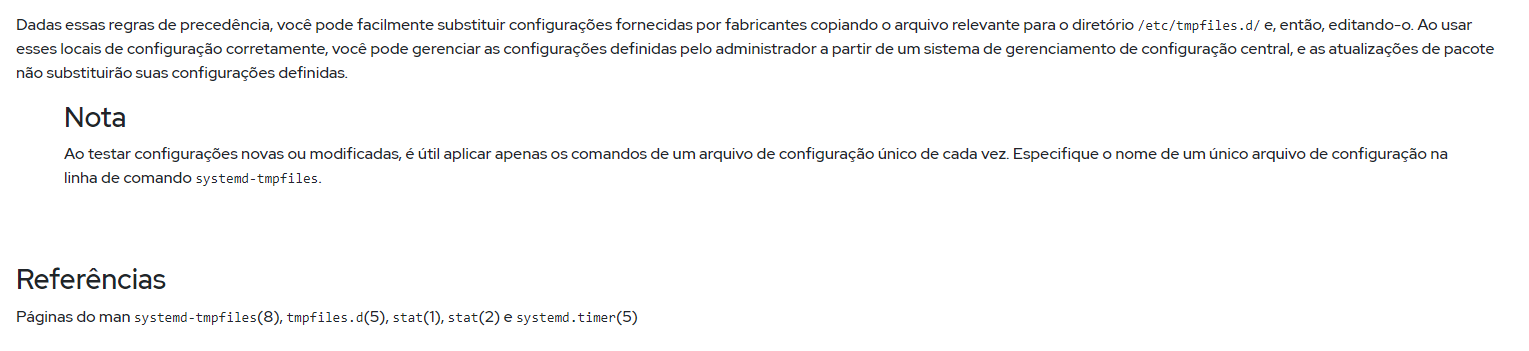 Dadas essas regras de precedência, você pode facilmente substituir configurações fornecidas por fabricantes copiando o arquivo relevante para o diretório /etc/tmpfiles.d/ e, então, editando-o. Ao usar
esses locais de configuração corretamente, você pode gerenciar as configurações definidas pelo administrador a partir de um sistema de gerenciamento de configuração central, e as atualizações de pacote
não substituirão suas configurações definidas.
Nota
Ao testar configurações novas ou modificadas, é útil aplicar apenas os comandos de um arquivo de configuração único de cada vez. Especifique o nome de um único arquivo de configuração na
linha de comando systemd-tmpfiles.
Referências
Páginas do man systemd-tmpfiles(8), tmpfiles.d(5), stat(1), stat(2) e systemd.timer(5)